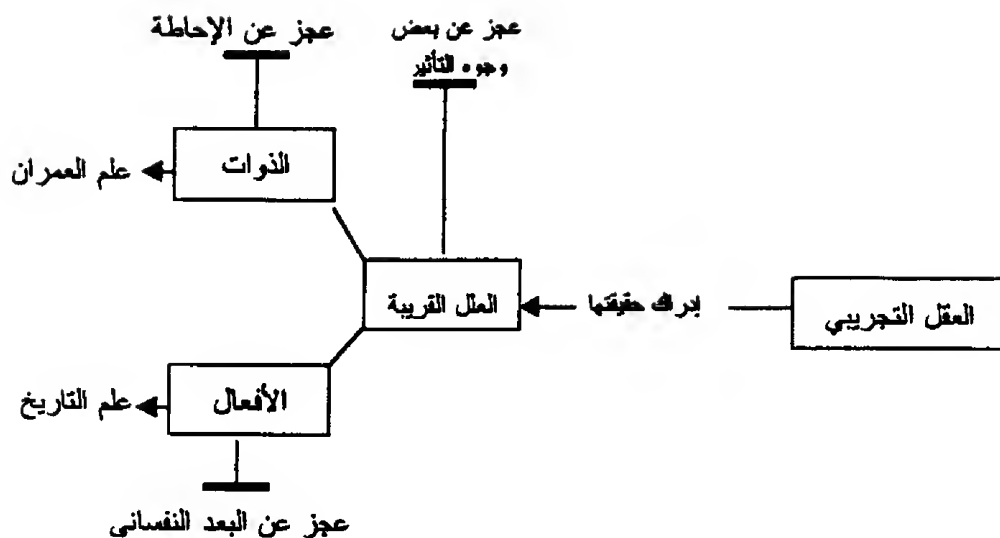 عجز عن الإحاطة
عجز عن بعض
وجوه التأثير
الذوات
علم العمران
العقل التجريبي
إدراك حقيقتها
العلل القريبة
الأفعال
علم التاريخ
عجز عن البعد النفساني